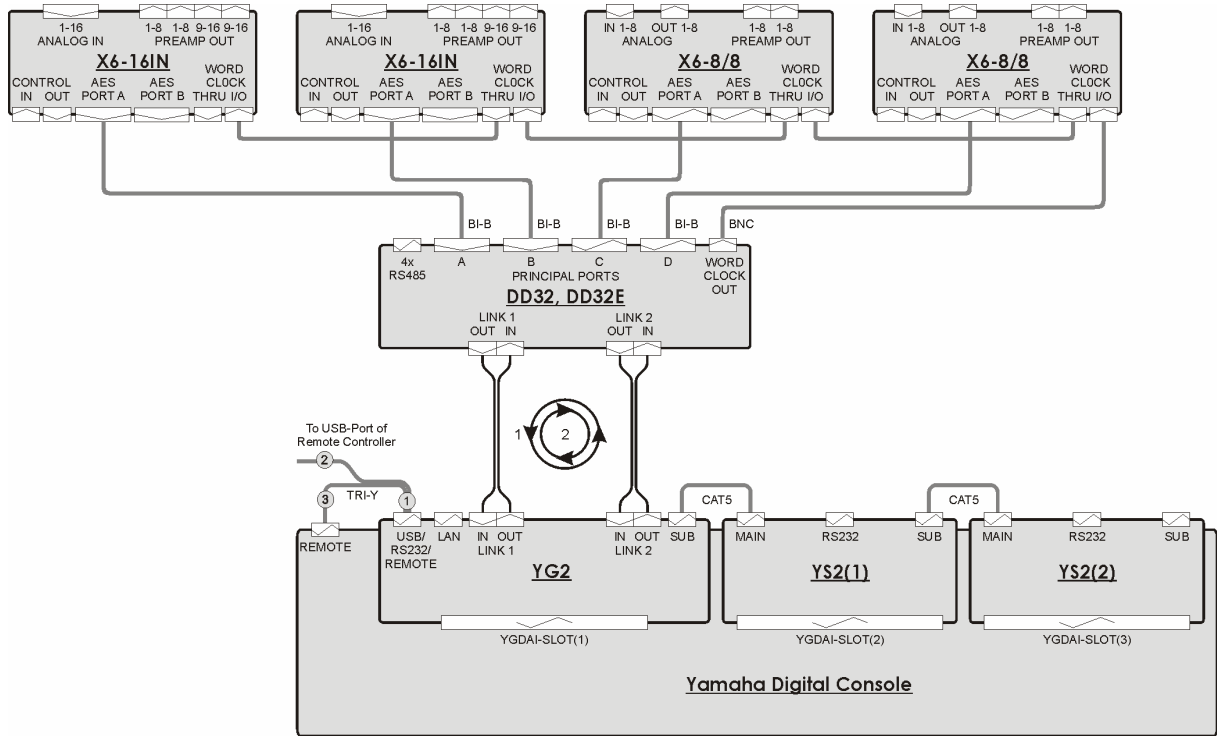 1-16
ANALOG IN
1-8 1-8 9-16 9-16
PREAMP OUT
X6-16IN
CONTROL
IN OUT
AES
PORT A
AES
PORT B
WORD
CLOCK
THRU I/O
1-16
ANALOG IN
1-8 1-8 9-16 9-16
PREAMP OUT
X6-16IN
CONTROL
IN OUT
AES
PORT A
AES
PORT B
WORD
CLOCK
THRU I/O
IN 1-8 OUT 1-8
ANALOG
1-8 1-8
PREAMP OUT
X6-8/8
CONTROL
IN OUT
AES
PORT A
AES
PORT B
WORD
CLOCK
THRU I/O
IN 1-8 OUT 1-8
ANALOG
1-8 1-8
PREAMP OUT
X6-8/8
CONTROL
IN OUT
AES
PORT A
AES
PORT B
WORD
CLOCK
THRU I/O
BI-B
BI-B
BI-B
BI-B
BNC
4x
RS485
A
B
C
D
PRINCIPAL PORTS
WORD
CLOCK
OUT
DD32, DD32E
LINK 1
OUT IN
LINK 2
OUT IN
1
2
To USB-Port of
Remote Controller
2
3
TRI-Y
1
REMOTE
USB/
RS232/
REMOTE
LAN
IN OUT
LINK 1
IN OUT
LINK 2
SUB
YG2
YGDAI-SLOT(1)
CAT5
MAIN
RS232
SUB
YS2(1)
YGDAI-SLOT(2)
CAT5
MAIN
RS232
SUB
YS2(2)
YGDAI-SLOT(3)
Yamaha Digital Console